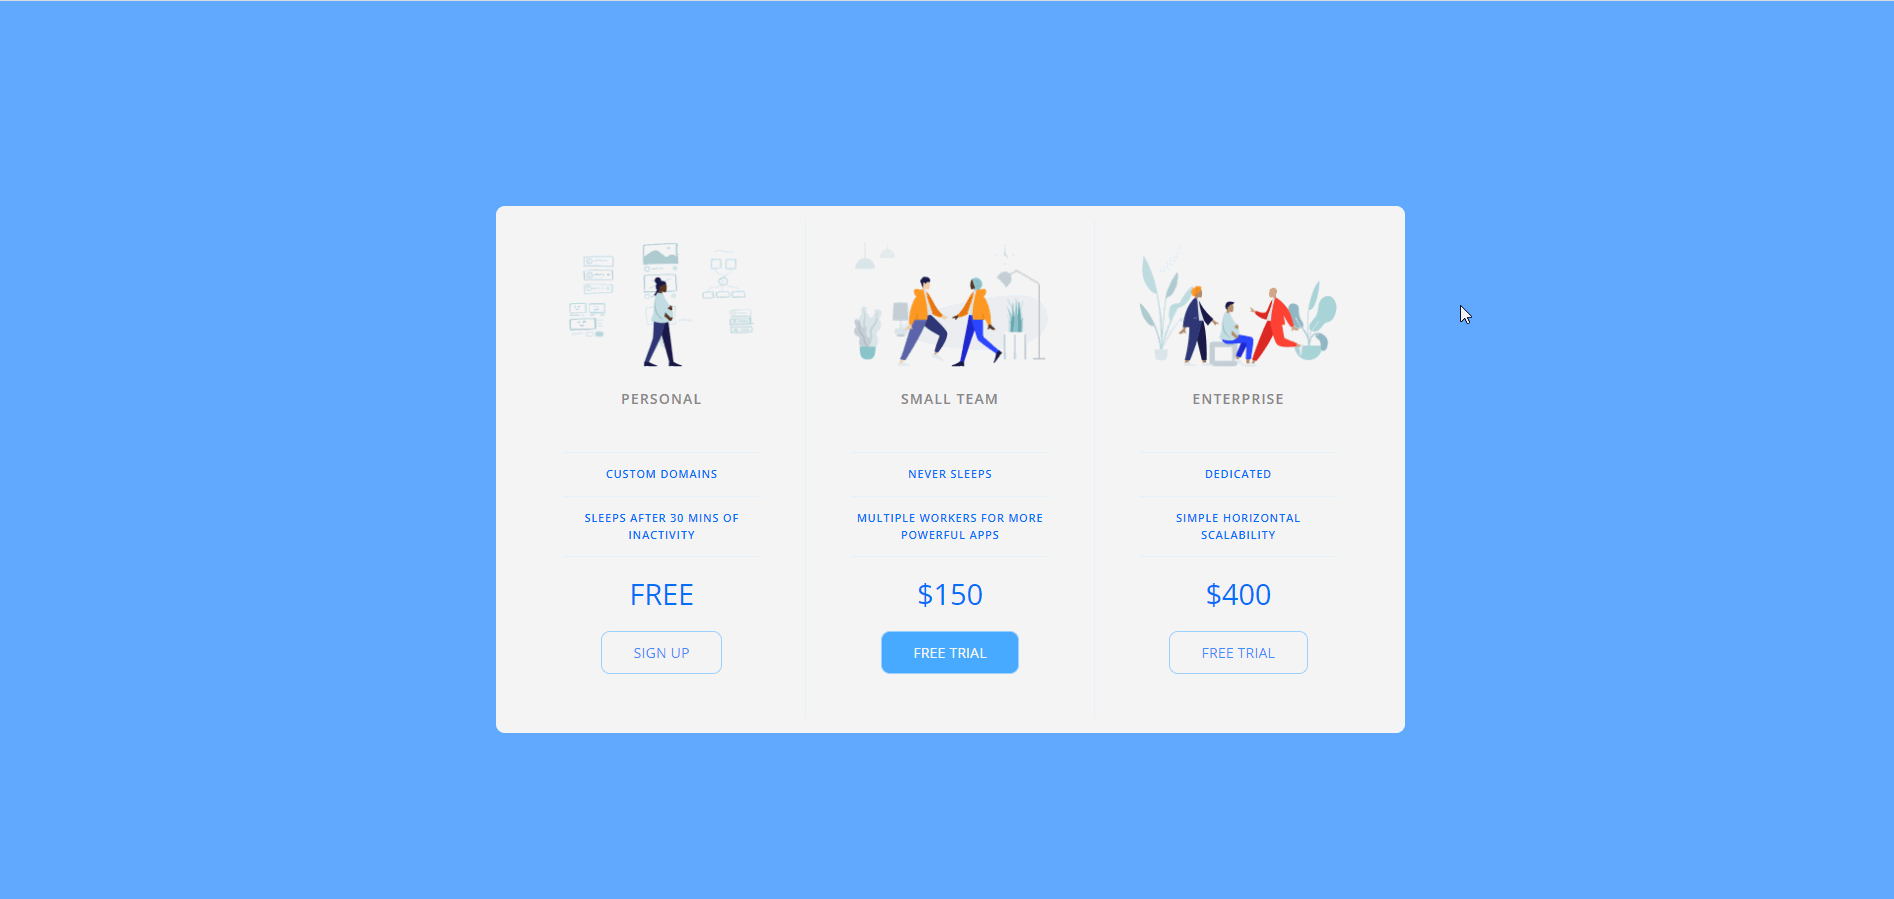 PERSONAL
CUSTOM DOMAINS
SLEEPS AFTER 30 MINS OF
INACTIVITY
FREE
SIGN UP
SMALL TEAM
NEVER SLEEPS
MULTIPLE WORKERS FOR MORE
POWERFUL APPS
$150
FREE TRIAL
ENTERPRISE
DEDICATED
SIMPLE HORIZONTAL
SCALABILITY
$400
FREE TRIAL